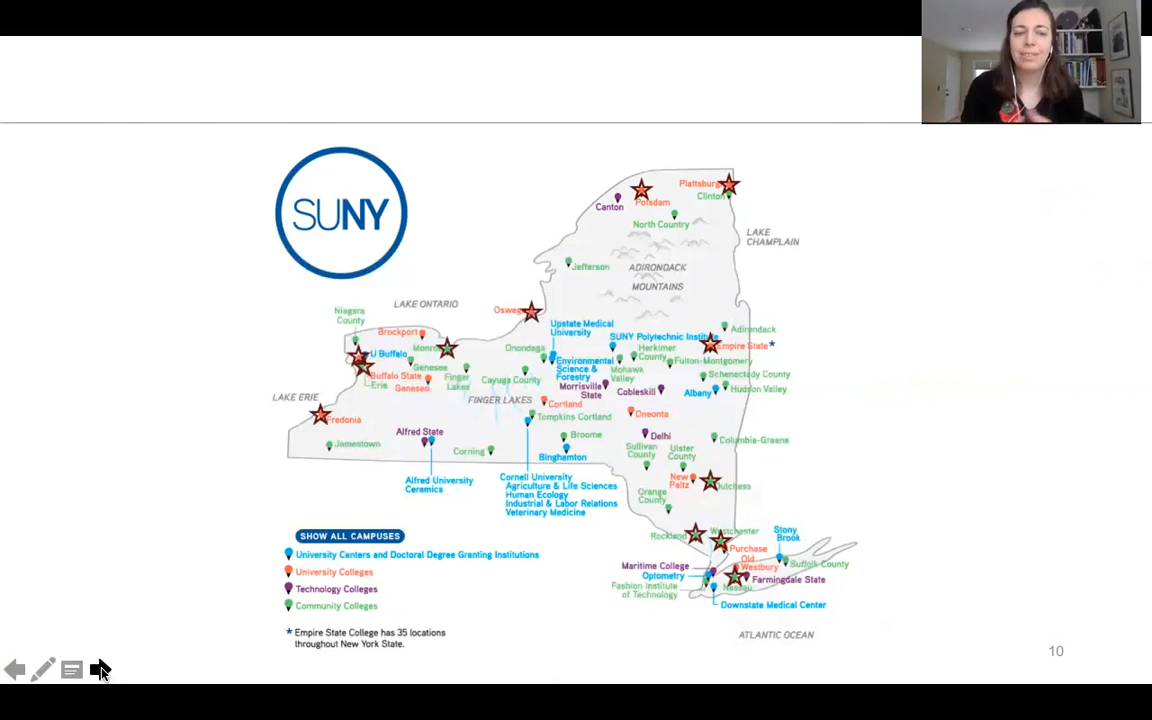 SUNY
Plattsburg
Clinton
Potsdam
Canton
North Country
LAKE
CHAMPLAIN
Jefferson
ADIRONDACK
MOUNTAINS
LAKE ONTARIO
Niagara
County
Oswego
Upstate Medical
University
Adirondack
Brockport
SUNY Polytechnic Institute
Empire State*
Monroe
U Buffalo
Onondaga
Herkimer
County
Environmental
Science &
Forestry
Mohawk
Valley
Fulton-Montgomery
Genesee
Buffalo State
Erie
Geneseo
Finger
Lakes
Cayuga County
Schenectady County
Morrisville
State
Cobleskill
Albany
Hudson Valley
LAKE ERIE
FINGER LAKES
Cortland
Tompkins Cortland
Oneonta
Fredonia
Jamestown
Alfred State
Corning
Broome
Binghamton
Delhi
Columbia-Greene
Sullivan
County
Ulster
County
Alfred University
Ceramics
Cornell University
Agriculture & Life Sciences
Human Ecology
Industrial & Labor Relations
Veterinary Medicine
New
Paltz
Dutchess
Orange
County
Rockland
Westchester
Stony
Brook
Purchase
Old
Westbury
Suffolk County
Maritime College
Optometry
Farmingdale State
Fashion Institute
of Technology
Nassau
Downstate Medical Center
ATLANTIC OCEAN
SHOW ALL CAMPUSES
University Centers and Doctoral Degree Granting Institutions
University Colleges
Technology Colleges
Community Colleges
* Empire State College has 35 locations
throughout New York State.
10